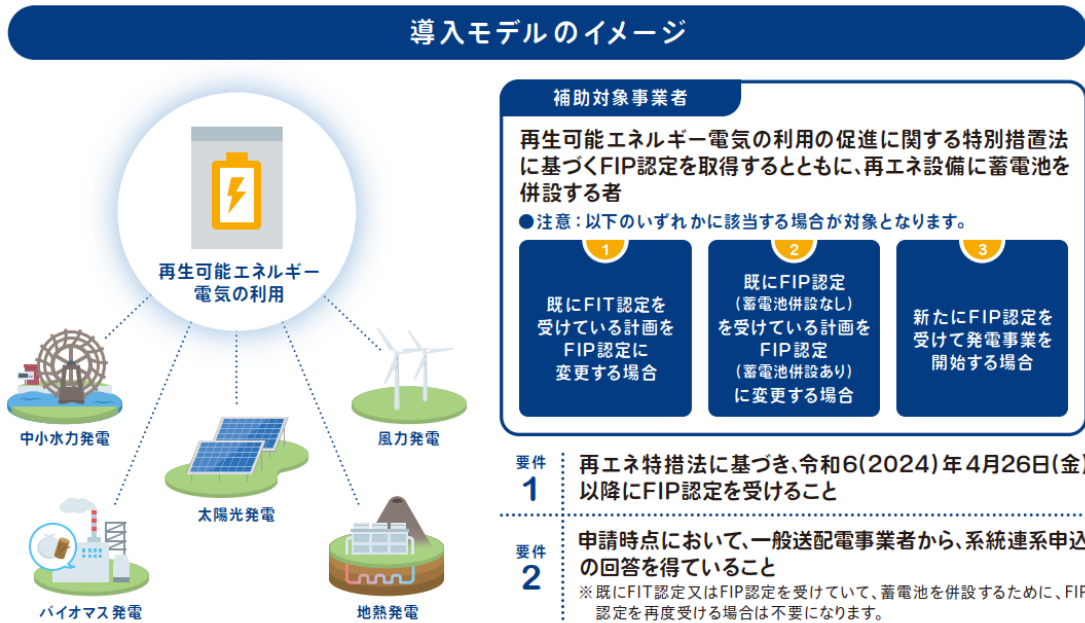 導入モデルのイメージ
再生可能エネルギー
電気の利用
中小水力発電
風力発電
太陽光発電
バイオマス発電
地熱発電
補助対象事業者
再生可能エネルギー電気の利用の促進に関する特別措置法
に基づくFIP認定を取得するとともに、再エネ設備に蓄電池を
併設する者
●注意：以下のいずれかに該当する場合が対象となります。
1
既にFIT認定を
受けている計画を
FIP認定に
変更する場合
2
既にFIP認定
(蓄電池併設なし)
を受けている計画を
FIP認定
(蓄電池併設あり)
に変更する場合
3
新たにFIP認定を
受けて発電事業を
開始する場合
要件
1
再エネ特措法に基づき、令和6(2024)年4月26日(金)
以降にFIP認定を受けること
要件
2
申請時点において、一般送配電事業者から、系統連系申込
の回答を得ていること
※既にFIT認定又はFIP認定を受けていて、蓄電池を併設するために、FIP
認定を再度受ける場合は不要になります。